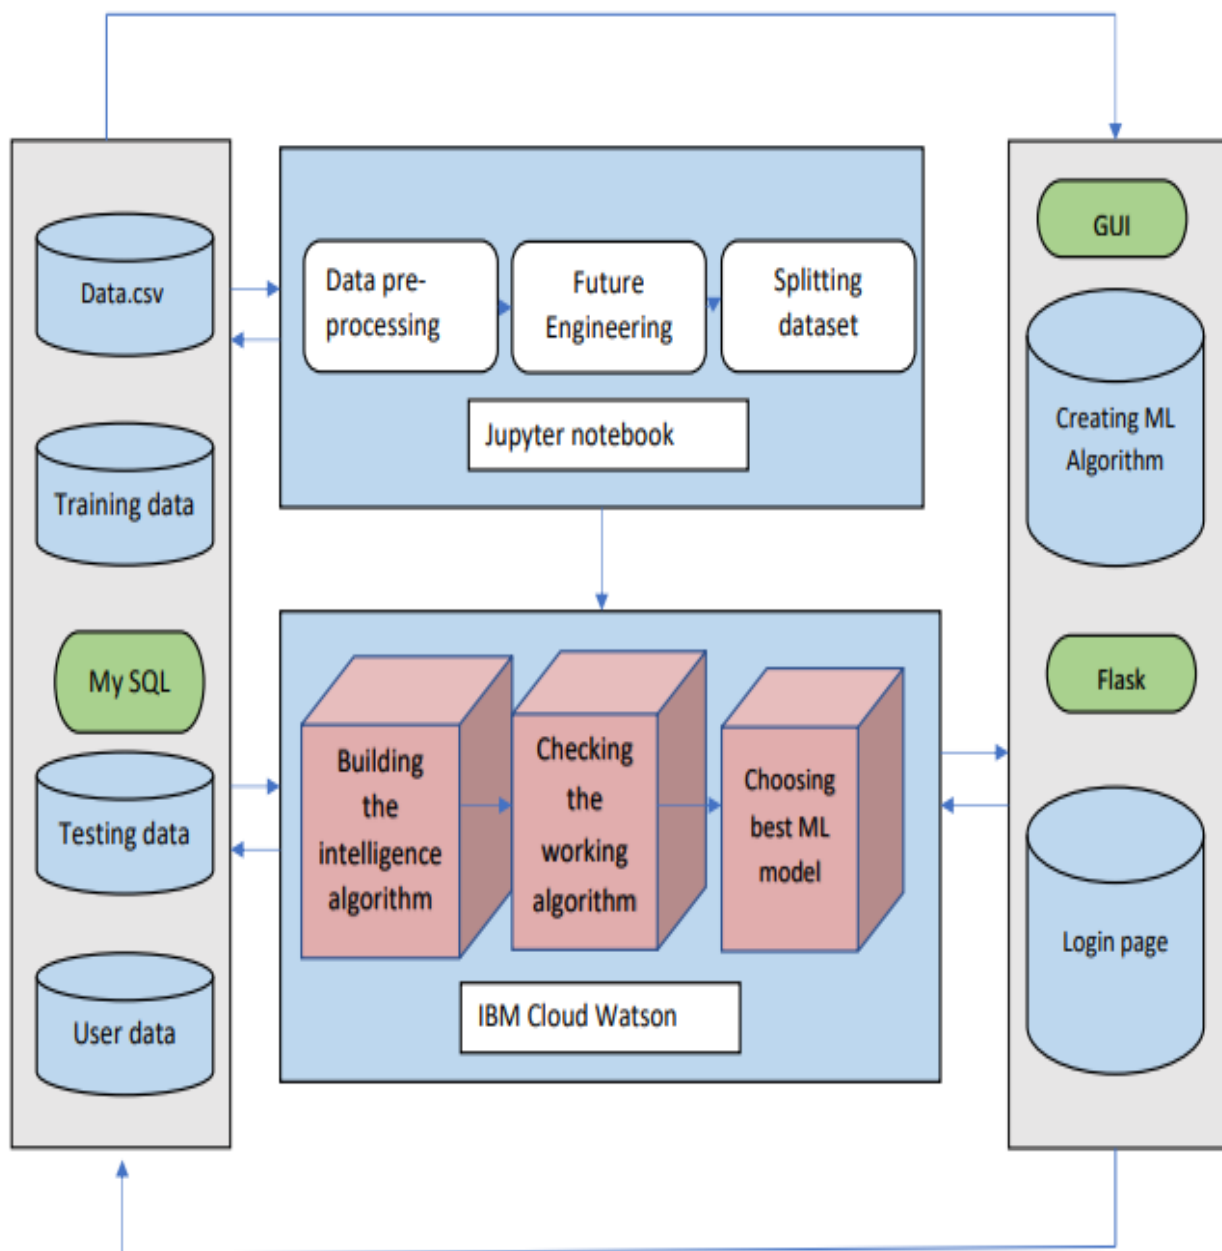 Data.csv
Training data
My SQL
Testing data
User data
Data pre-
processing
Future
Engineering
Splitting
dataset
Jupyter notebook
Building
the
intelligence
algorithm
Checking
the
working
algorithm
Choosing
best ML
model
IBM Cloud Watson
GUI
Creating ML
Algorithm
Flask
Login page